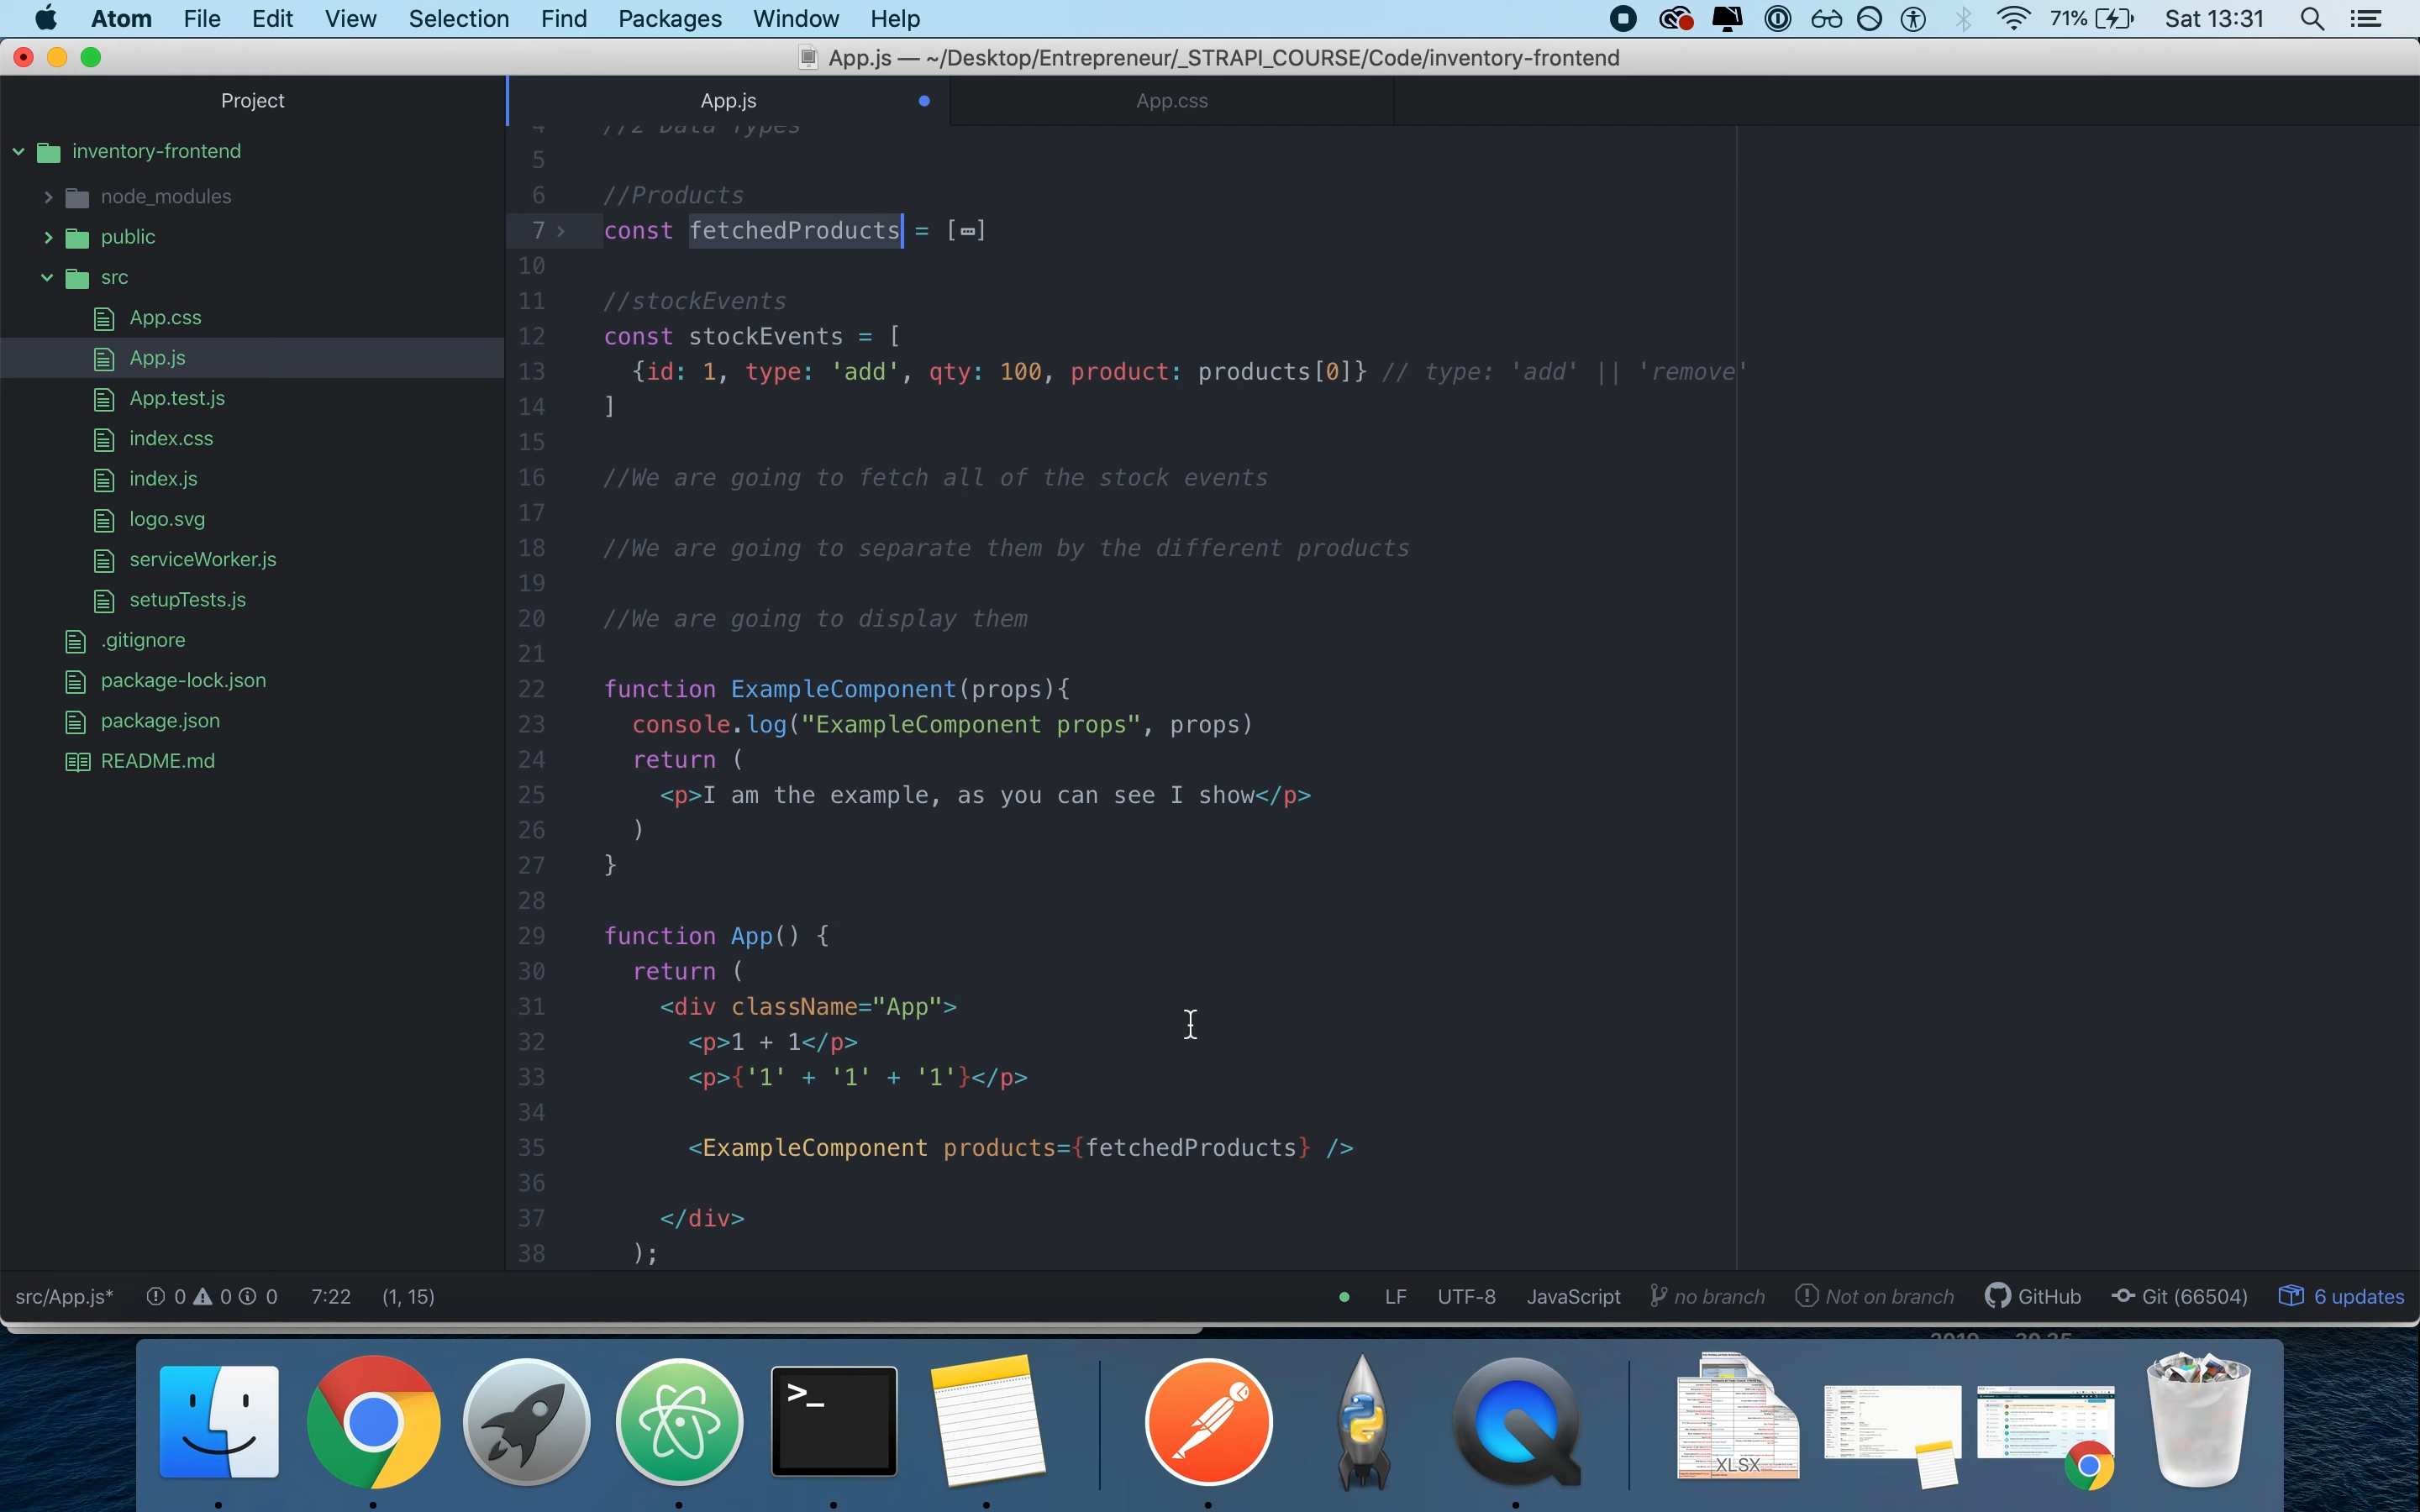 Atom File Edit View Selection Find Packages Window Help 71% Sat 13:31
App.js — ~/Desktop/Entrepreneur/_STRAPI_COURSE/Code/inventory-frontend
Project
App.js
App.css
inventory-frontend
node_modules
public
src
App.css
App.js
App.test.js
index.css
index.js
logo.svg
serviceWorker.js
setupTests.js
.gitignore
package-lock.json
package.json
README.md
4 //2 Data Types
5
6 //Products
7 const fetchedProducts = […]
10
11 //stockEvents
12 const stockEvents = [
13 {id: 1, type: 'add', qty: 100, product: products[0]} // type: 'add' || 'remove'
14 ]
15
16 //We are going to fetch all of the stock events
17
18 //We are going to separate them by the different products
19
20 //We are going to display them
21
22 function ExampleComponent(props){
23 console.log("ExampleComponent props", props)
24 return (
25 <p>I am the example, as you can see I show</p>
26 )
27 }
28
29 function App() {
30 return (
31 <div className="App">
32 <p>1 + 1</p>
33 <p>{'1' + '1' + '1'}</p>
34
35 <ExampleComponent products={fetchedProducts} />
36
37 </div>
38 );
src/App.js* 0 0 0 7:22 (1, 15) LF UTF-8 JavaScript no branch Not on branch GitHub Git (66504) 6 updates
>_
XLSX